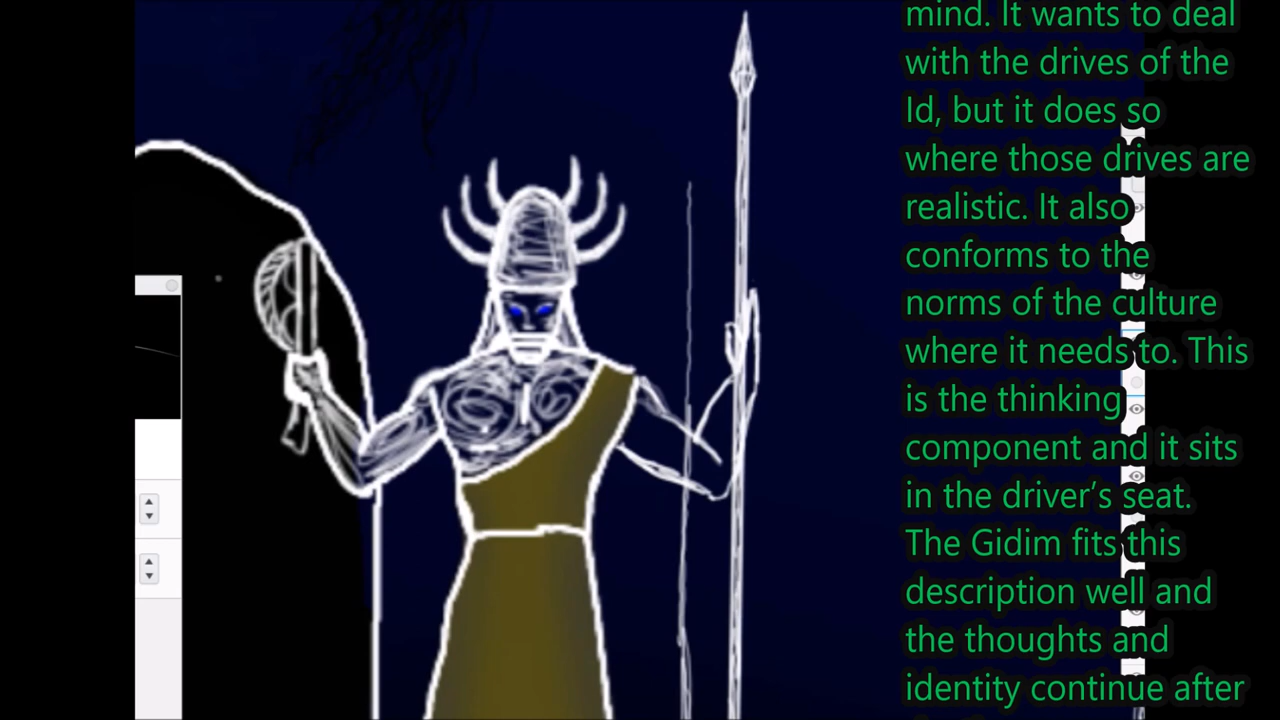 mind. It wants to deal
with the drives of the
Id, but it does so
where those drives are
realistic. It also
conforms to the
norms of the culture
where it needs to. This
is the thinking
component and it sits
in the driver’s seat.
The Gidim fits this
description well and
the thoughts and
identity continue after